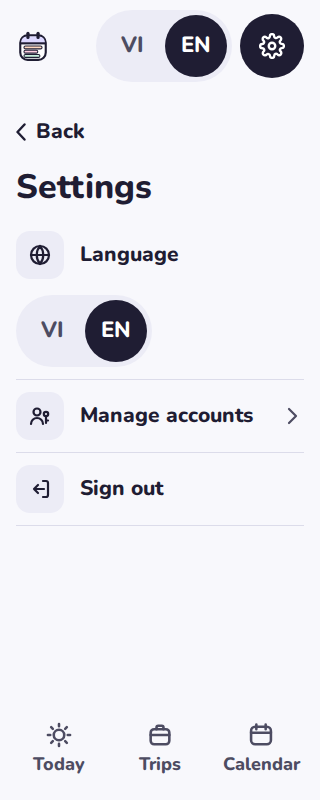 VI EN
Back
Settings
Language
VI EN
Manage accounts
Sign out
Today Trips Calendar